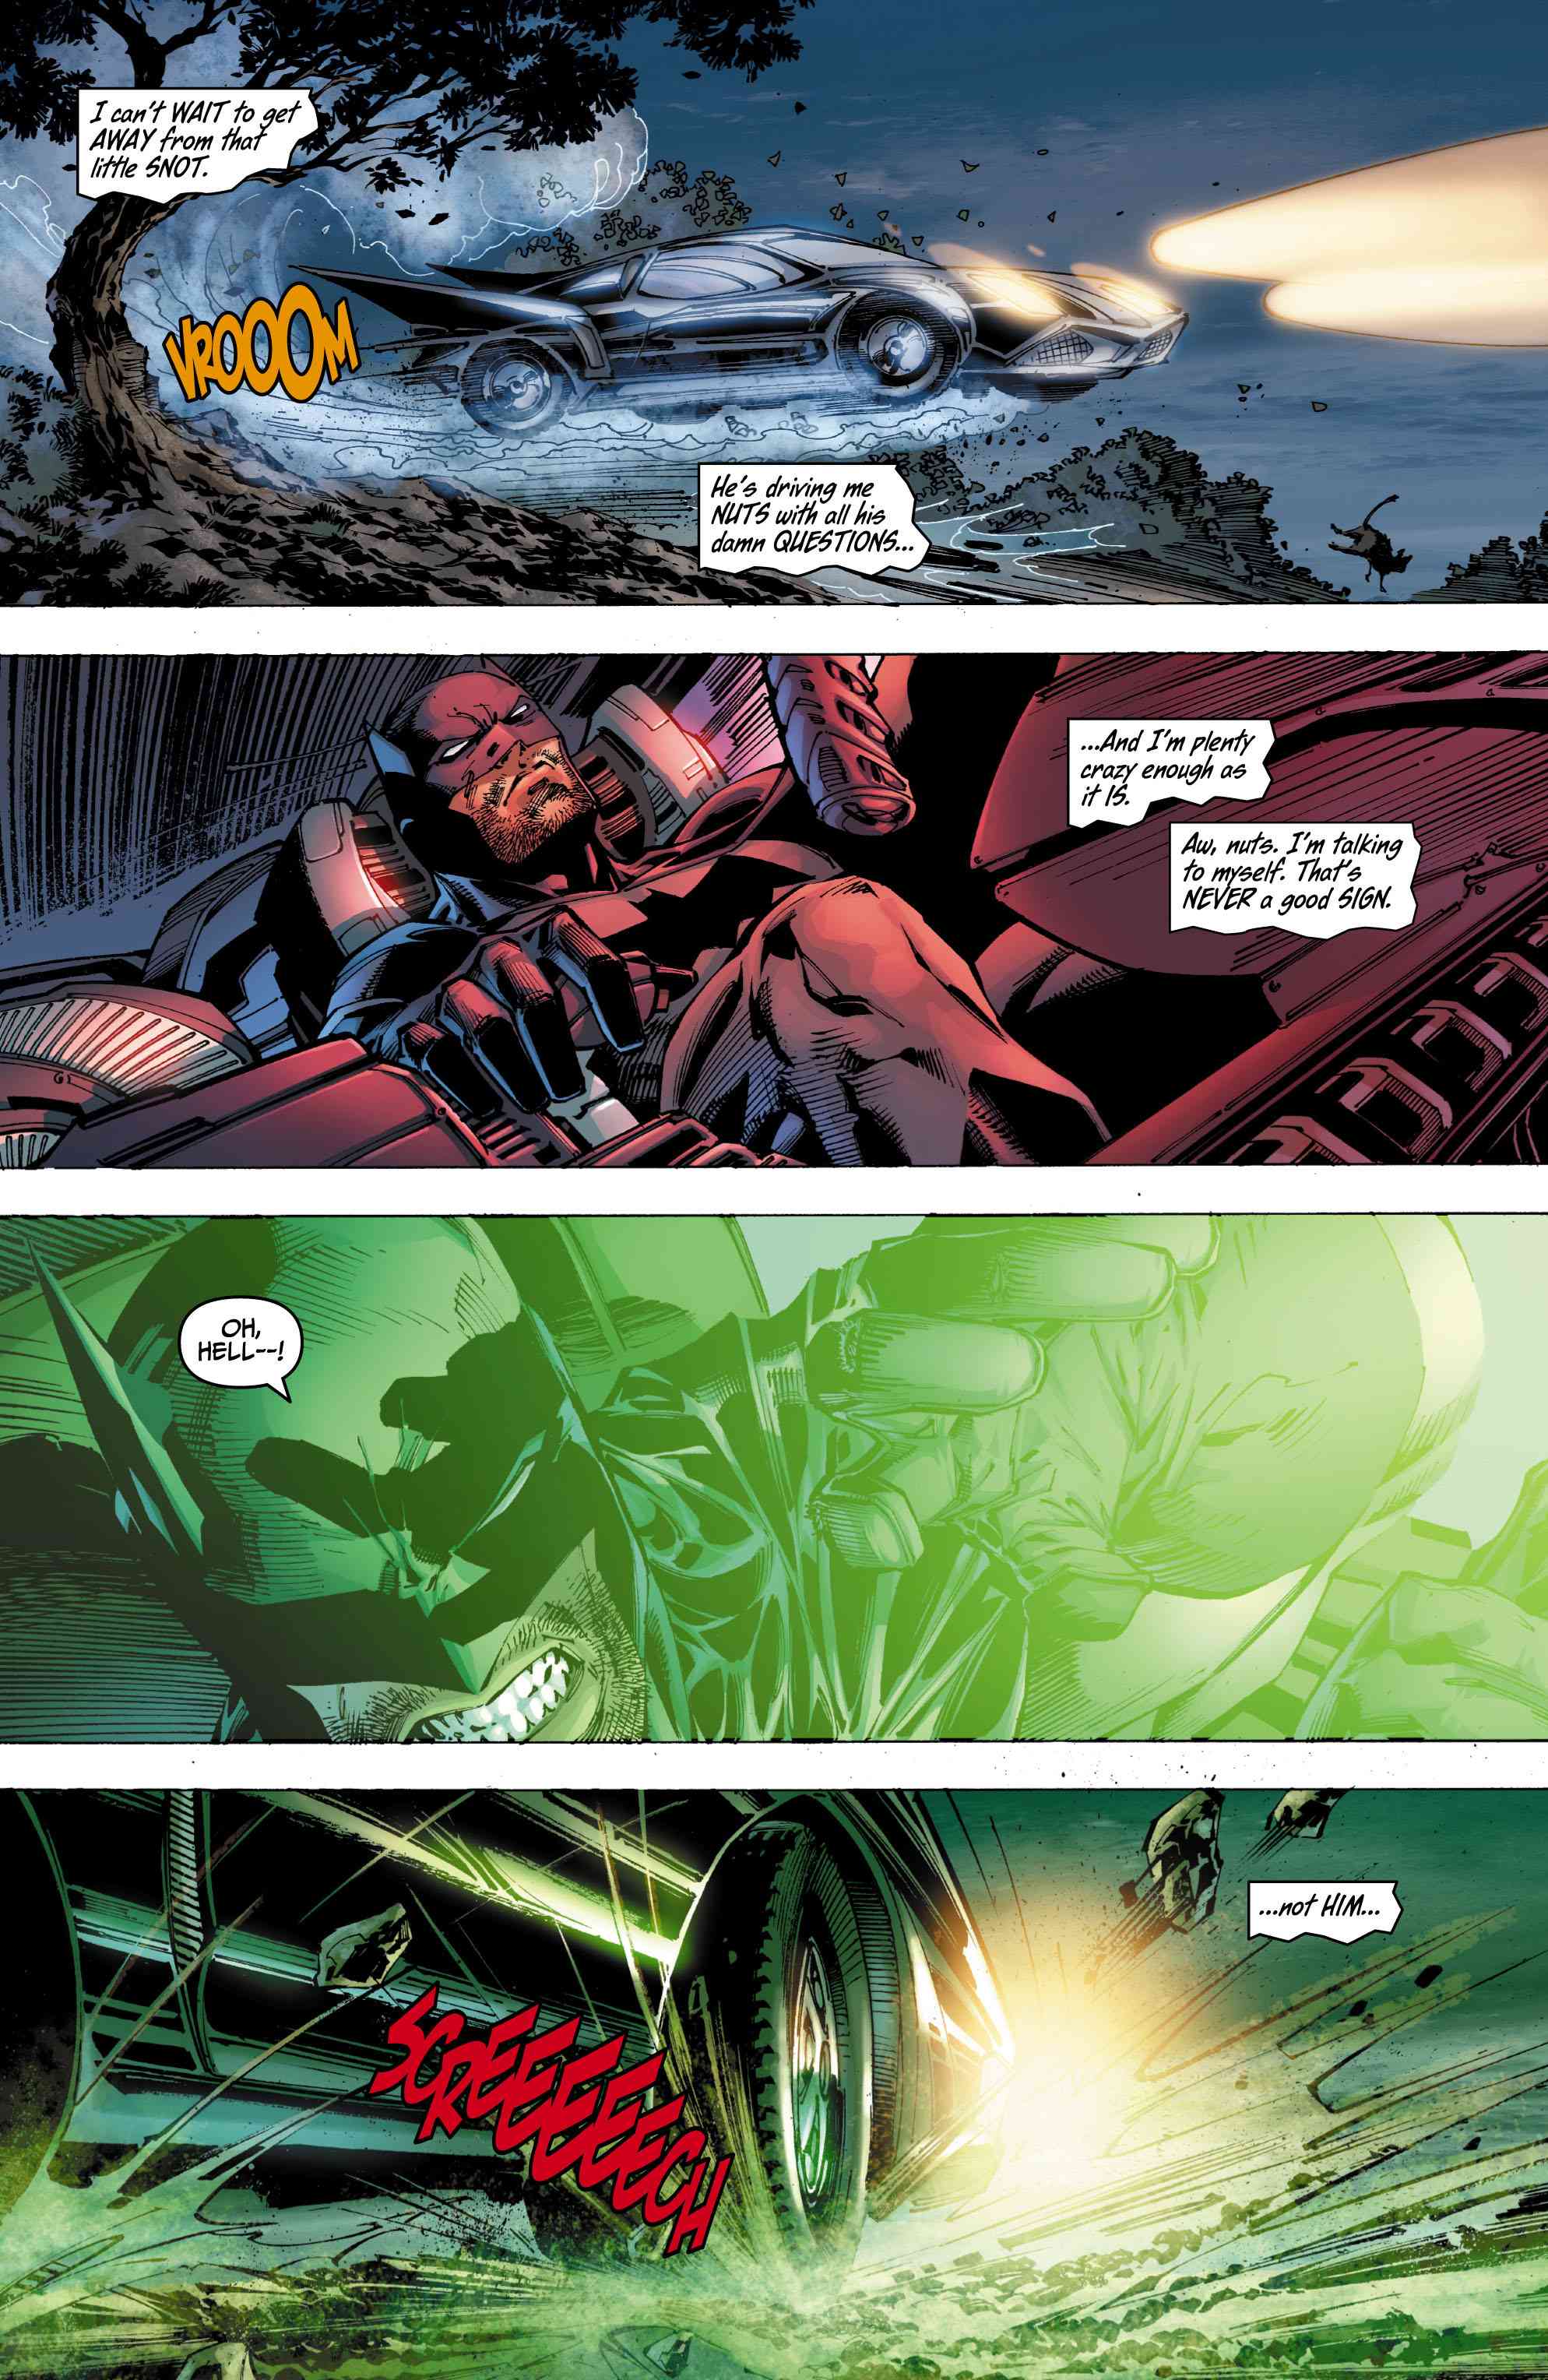 I can't WAIT to get
AWAY from that
little SNOT.
VROOOM
He's driving me
NUTS with all his
damn QUESTIONS...
...And I'm plenty
crazy enough as
it IS.
Aw, nuts. I'm talking
to myself. That's
NEVER a good SIGN.
OH,
HELL--!
...not HIM...
SCREEEEEECH